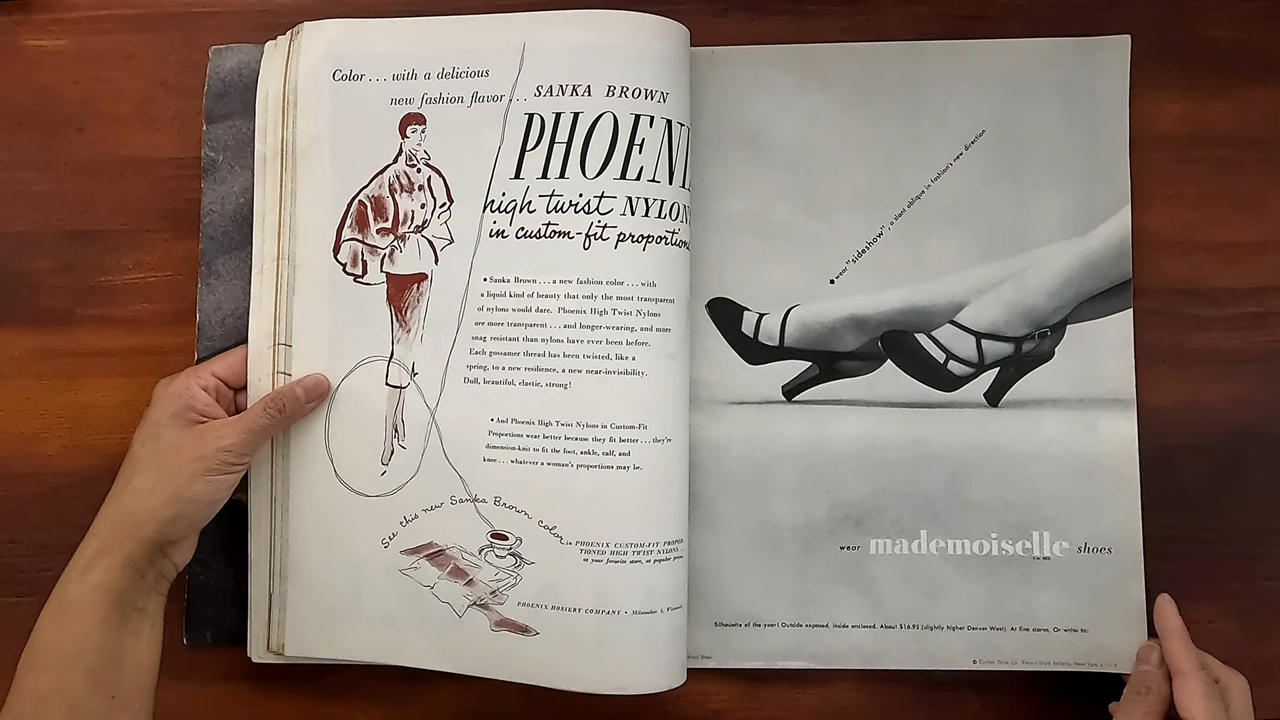 Color . . . with a delicious
new fashion flavor . . . SANKA BROWN
PHOENI
high twist NYLON
in custom-fit proportion
• Sanka Brown . . . a new fashion color . . . with
a liquid kind of beauty that only the most transparent
of nylons would dare. Phoenix High Twist Nylons
are more transparent . . . and longer-wearing, and more
snag resistant than nylons have ever been before.
Each gossamer thread has been twisted, like a
spring, to a new resilience, a new near-invisibility.
Dull, beautiful, elastic, strong!
• And Phoenix High Twist Nylons in Custom-Fit
Proportions wear better because they fit better . . . they're
dimension-knit to fit the foot, ankle, calf, and
knee . . . whatever a woman's proportions may be.
See this new Sanka Brown color
in PHOENIX CUSTOM-FIT PROPOR-
TIONED HIGH TWIST NYLONS
at your favorite store, at popular prices
PHOENIX HOSIERY COMPANY • Milwaukee 1, Wisconsin
wear "sideshow", a slant oblique in fashion's new direction
wear mademoiselle shoes
Silhouette of the year! Outside exposed, inside enclosed. About $16.95 (slightly higher Denver West) At fine stores. Or write to: